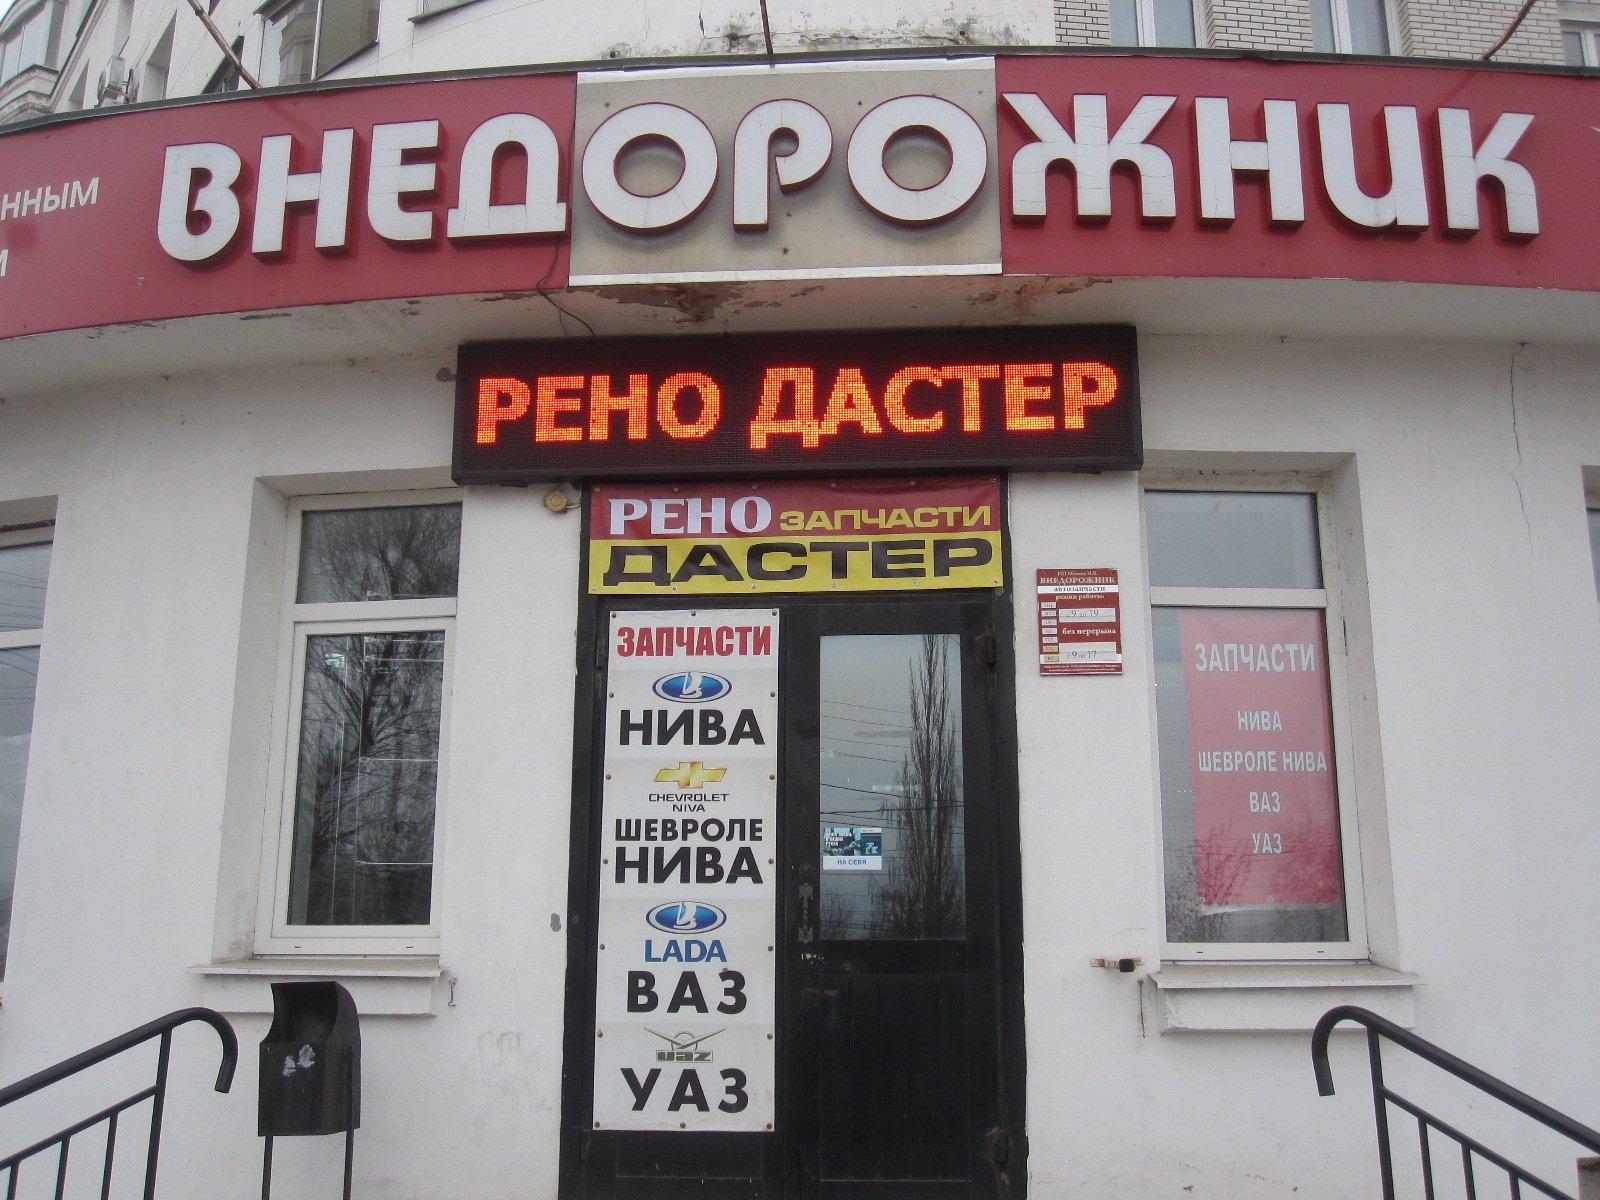 ННЫМ
ВНЕДОРОЖНИК
РЕНО ДАСТЕР
РЕНО ЗАПЧАСТИ
ДАСТЕР
ЗАПЧАСТИ
НИВА
CHEVROLET
NIVA
ШЕВРОЛЕ
НИВА
LADA
ВАЗ
UAZ
УАЗ
НА СЕБЯ
ВНЕДОРОЖНИК
автозапчасти
режим работы:
с 9 до 19
без перерыва
с 9 до 17
ЗАПЧАСТИ
НИВА
ШЕВРОЛЕ НИВА
ВАЗ
УАЗ